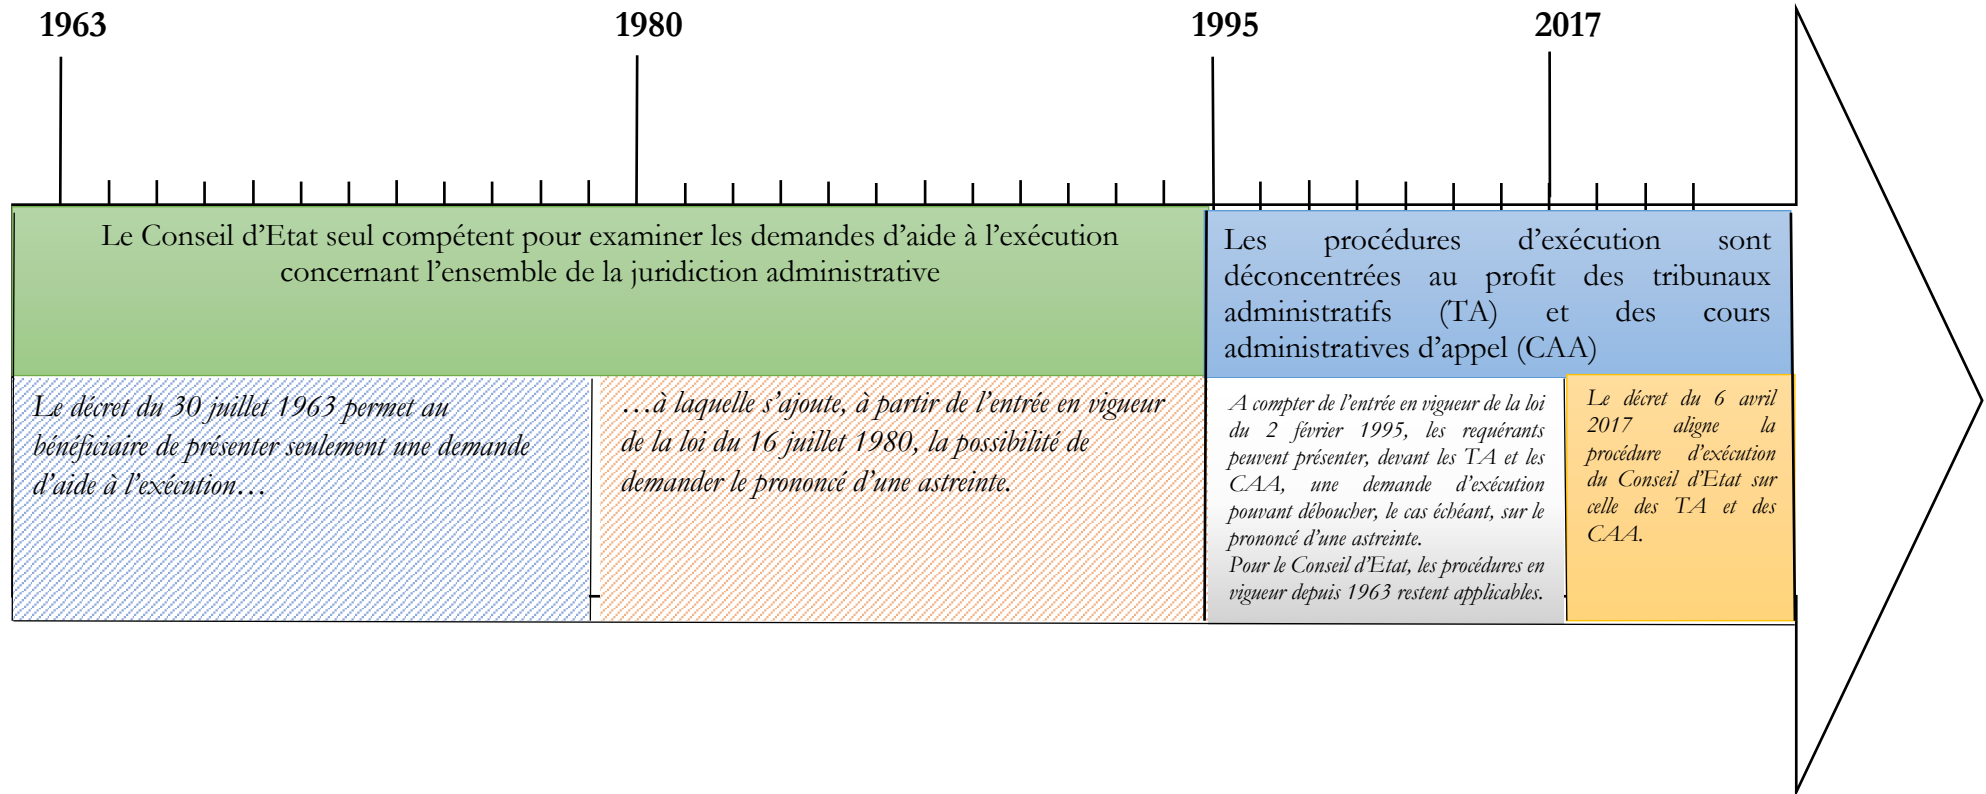 1963
1980
1995
2017
Le Conseil d'Etat seul compétent pour examiner les demandes d'aide à l'exécution
concernant l'ensemble de la juridiction administrative
Les procédures d'exécution sont
déconcentrées au profit des tribunaux
administratifs (TA) et des cours
administratives d'appel (CAA)
Le décret du 30 juillet 1963 permet au
bénéficiaire de présenter seulement une demande
d'aide à l'exécution…
…à laquelle s'ajoute, à partir de l'entrée en vigueur
de la loi du 16 juillet 1980, la possibilité de
demander le prononcé d'une astreinte.
A compter de l'entrée en vigueur de la loi
du 2 février 1995, les requérants
peuvent présenter, devant les TA et les
CAA, une demande d'exécution
pouvant déboucher, le cas échéant, sur le
prononcé d'une astreinte.
Pour le Conseil d'Etat, les procédures en
vigueur depuis 1963 restent applicables.
Le décret du 6 avril
2017 aligne la
procédure d'exécution
du Conseil d'Etat sur
celle des TA et des
CAA.